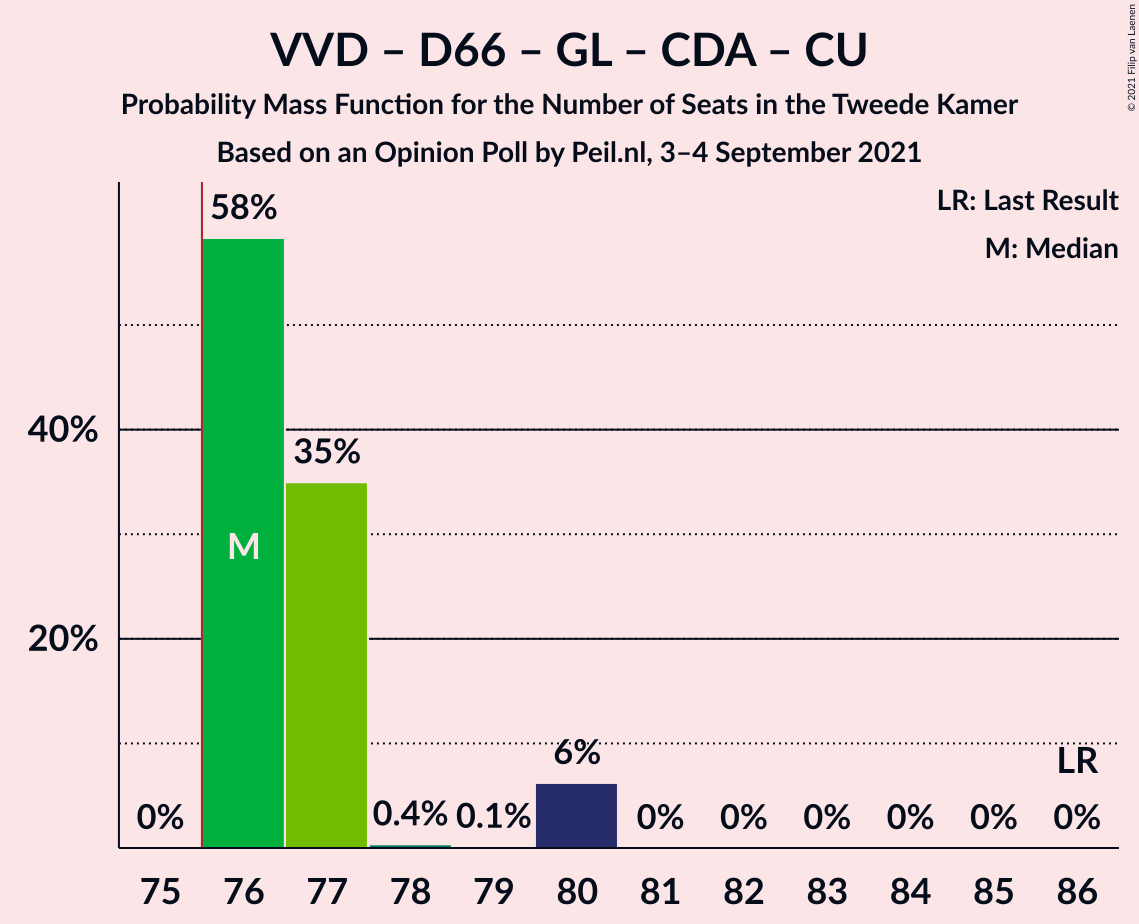 VVD – D66 – GL – CDA – CU
Probability Mass Function for the Number of Seats in the Tweede Kamer
Based on an Opinion Poll by Peil.nl, 3–4 September 2021
© 2021 Filip van Laenen
LR: Last Result
M: Median
58%
40%
35%
M
20%
6%
LR
0% 0.4% 0.1% 0% 0% 0% 0% 0% 0%
75 76 77 78 79 80 81 82 83 84 85 86